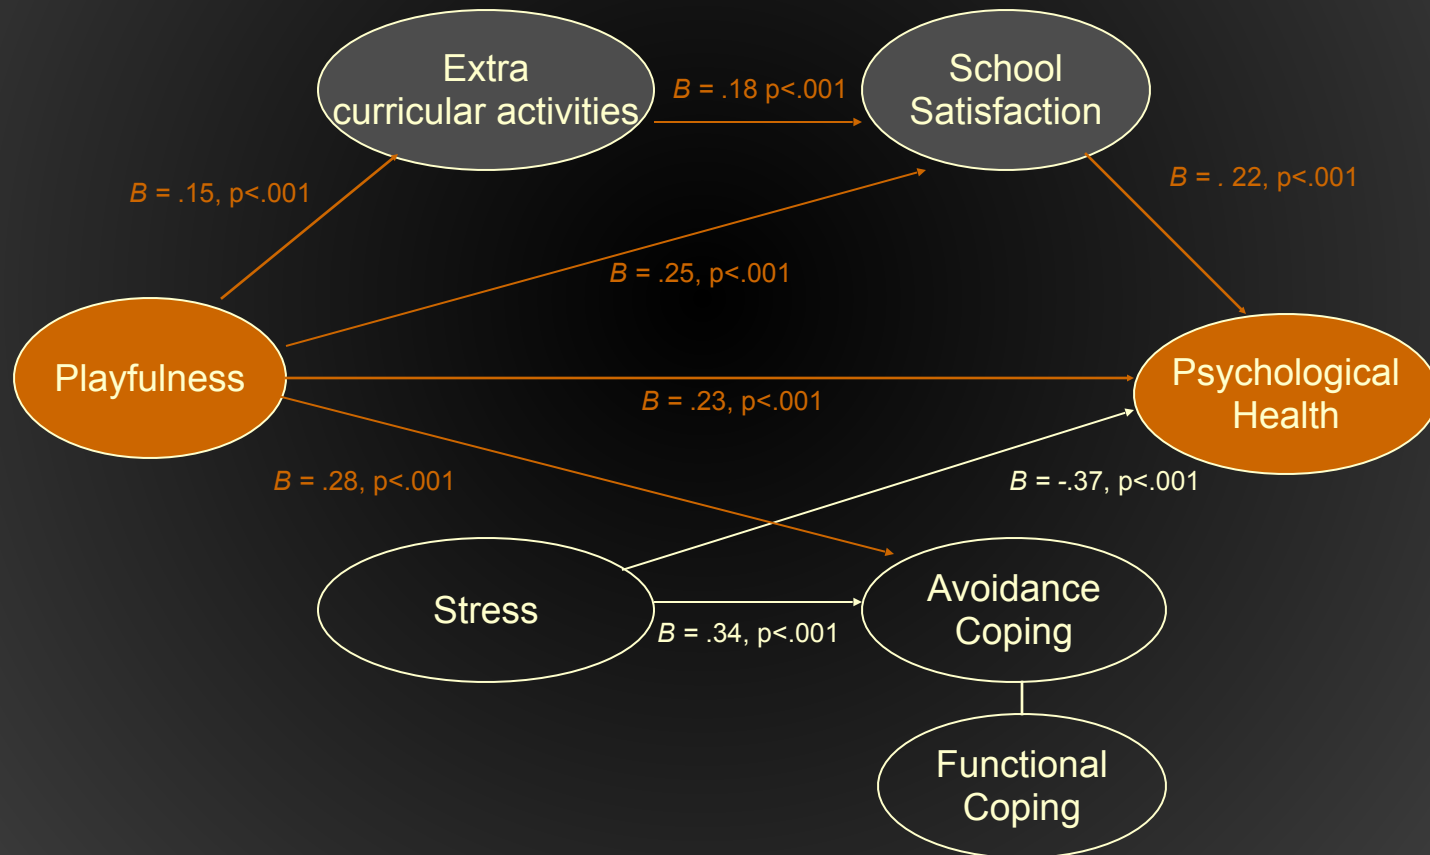 Extra
curricular activities
B = .18 p<.001
School
Satisfaction
B = .15, p<.001
B = . 22, p<.001
B = .25, p<.001
Playfulness
B = .23, p<.001
Psychological
Health
B = .28, p<.001
B = -.37, p<.001
Stress
B = .34, p<.001
Avoidance
Coping
Functional
Coping